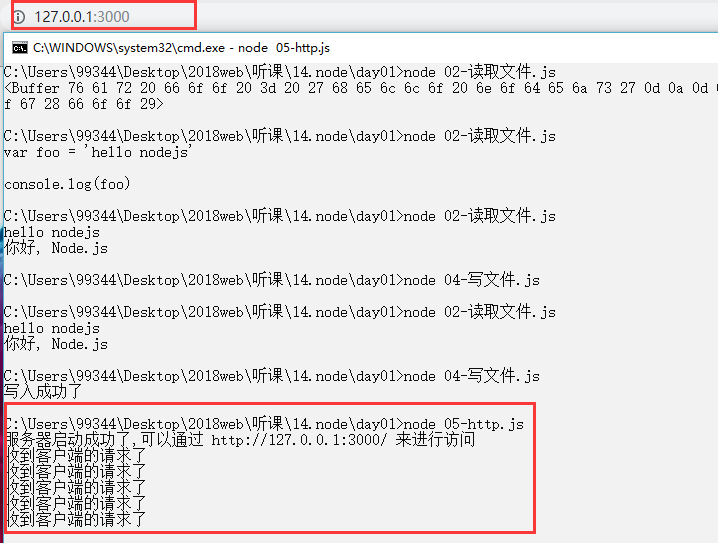 127.0.0.1:3000
C:\WINDOWS\system32\cmd.exe - node 05-http.js
C:\Users\99344\Desktop\2018web\听课\14.node\day01>node 02-读取文件.js
<Buffer 76 61 72 20 66 6f 6f 20 3d 20 27 68 65 6c 6c 6f 20 6e 6f 64 65 6a 73 27 0d 0a 0d
f 67 28 66 6f 6f 29>
C:\Users\99344\Desktop\2018web\听课\14.node\day01>node 02-读取文件.js
var foo = 'hello nodejs'
console.log(foo)
C:\Users\99344\Desktop\2018web\听课\14.node\day01>node 02-读取文件.js
hello nodejs
你好, Node.js
C:\Users\99344\Desktop\2018web\听课\14.node\day01>node 04-写文件.js
C:\Users\99344\Desktop\2018web\听课\14.node\day01>node 02-读取文件.js
hello nodejs
你好, Node.js
C:\Users\99344\Desktop\2018web\听课\14.node\day01>node 04-写文件.js
写入成功了
C:\Users\99344\Desktop\2018web\听课\14.node\day01>node 05-http.js
服务器启动成功了,可以通过 http://127.0.0.1:3000/ 来进行访问
收到客户端的请求了
收到客户端的请求了
收到客户端的请求了
收到客户端的请求了
收到客户端的请求了